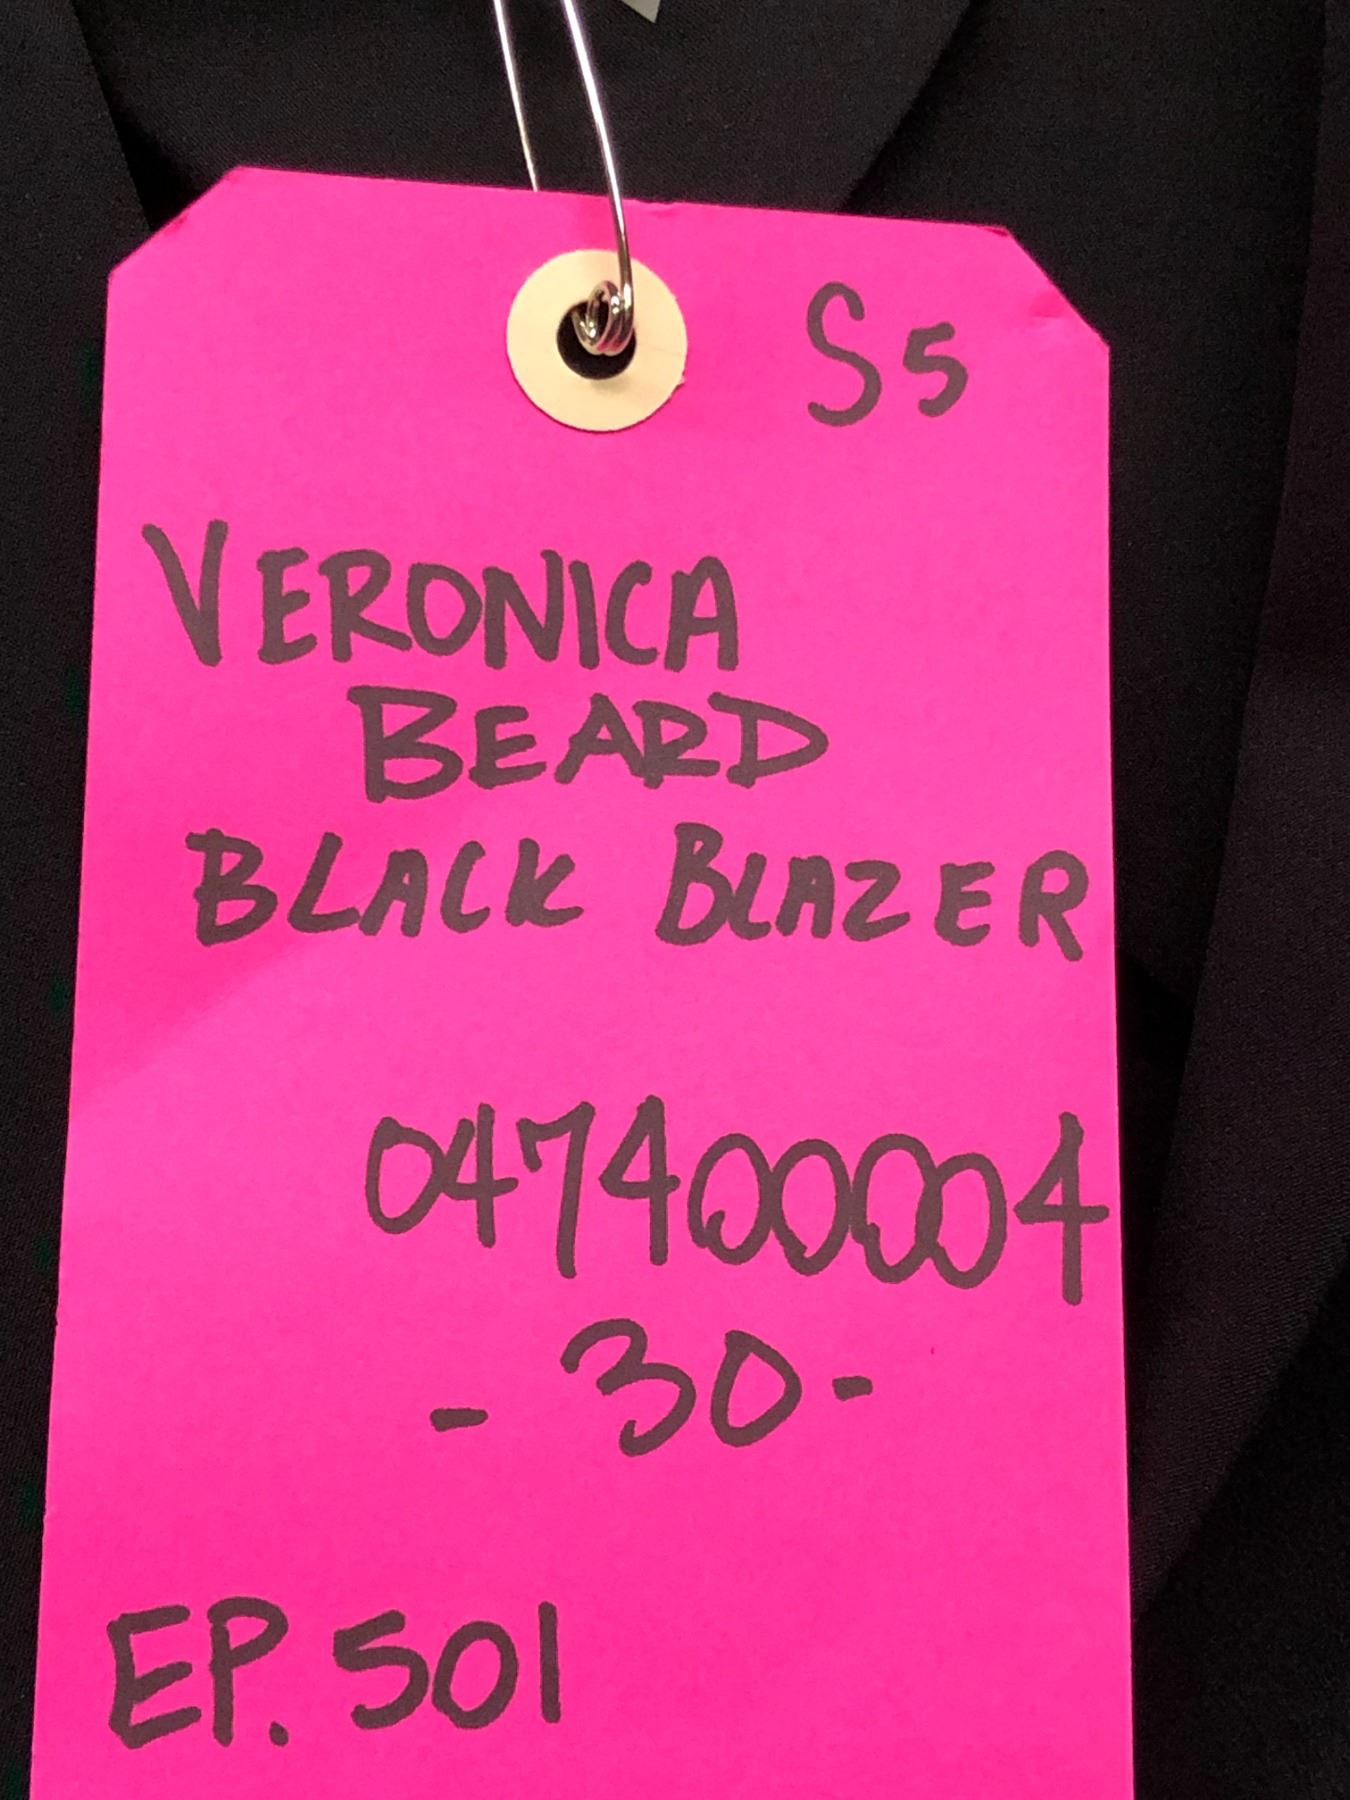 S5
VERONICA
BEARD
BLACK BLAZER
047400004
- 30 -
EP. 501